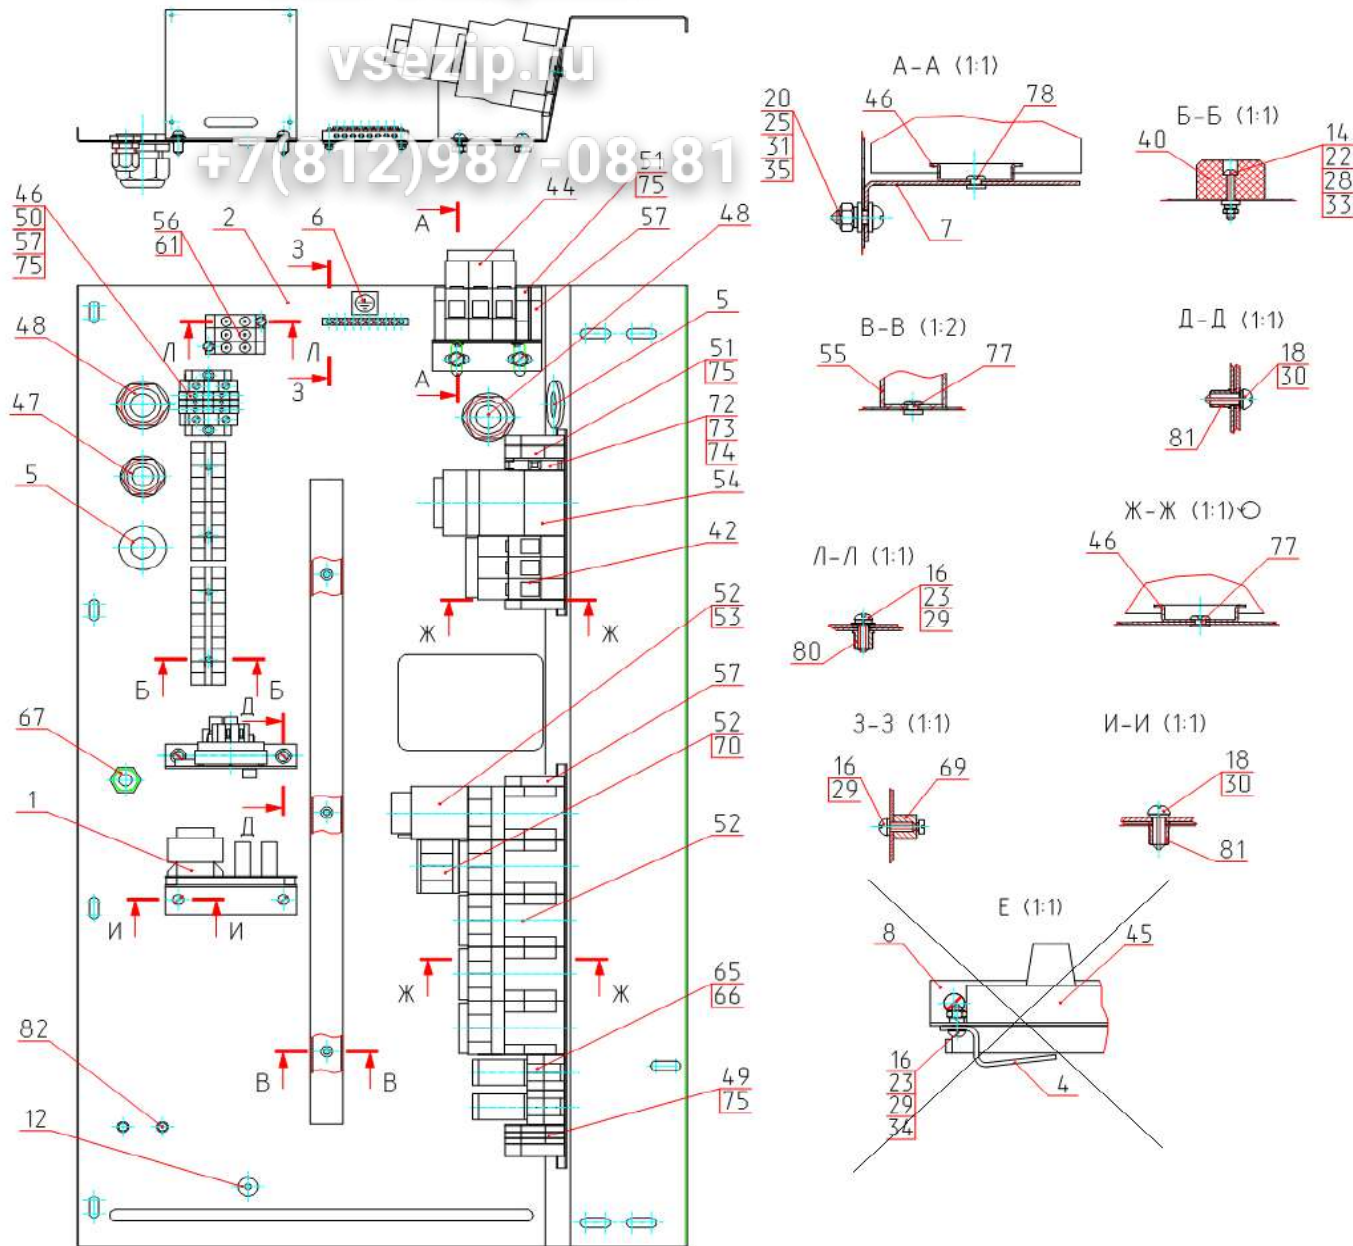 vsezip.ru
+7(812)987-08-81
А-А (1:1)
20
25
31
35
46
78
7
Б-Б (1:1)
40
14
22
28
33
46
50
57
75
56
61
2
6
З
44
А
51
75
57
48
48
Л
Л
З
А
5
51
75
47
72
73
74
5
54
42
В-В (1:2)
55
77
Д-Д (1:1)
18
30
81
Ж-Ж (1:1)
46
77
Л-Л (1:1)
16
23
29
80
52
53
Ж
Ж
Б
Б
57
67
52
70
1
52
И
И
Ж
Ж
З-З (1:1)
16
29
69
И-И (1:1)
18
30
81
Е (1:1)
8
45
16
23
29
34
4
65
66
82
В
В
49
75
12